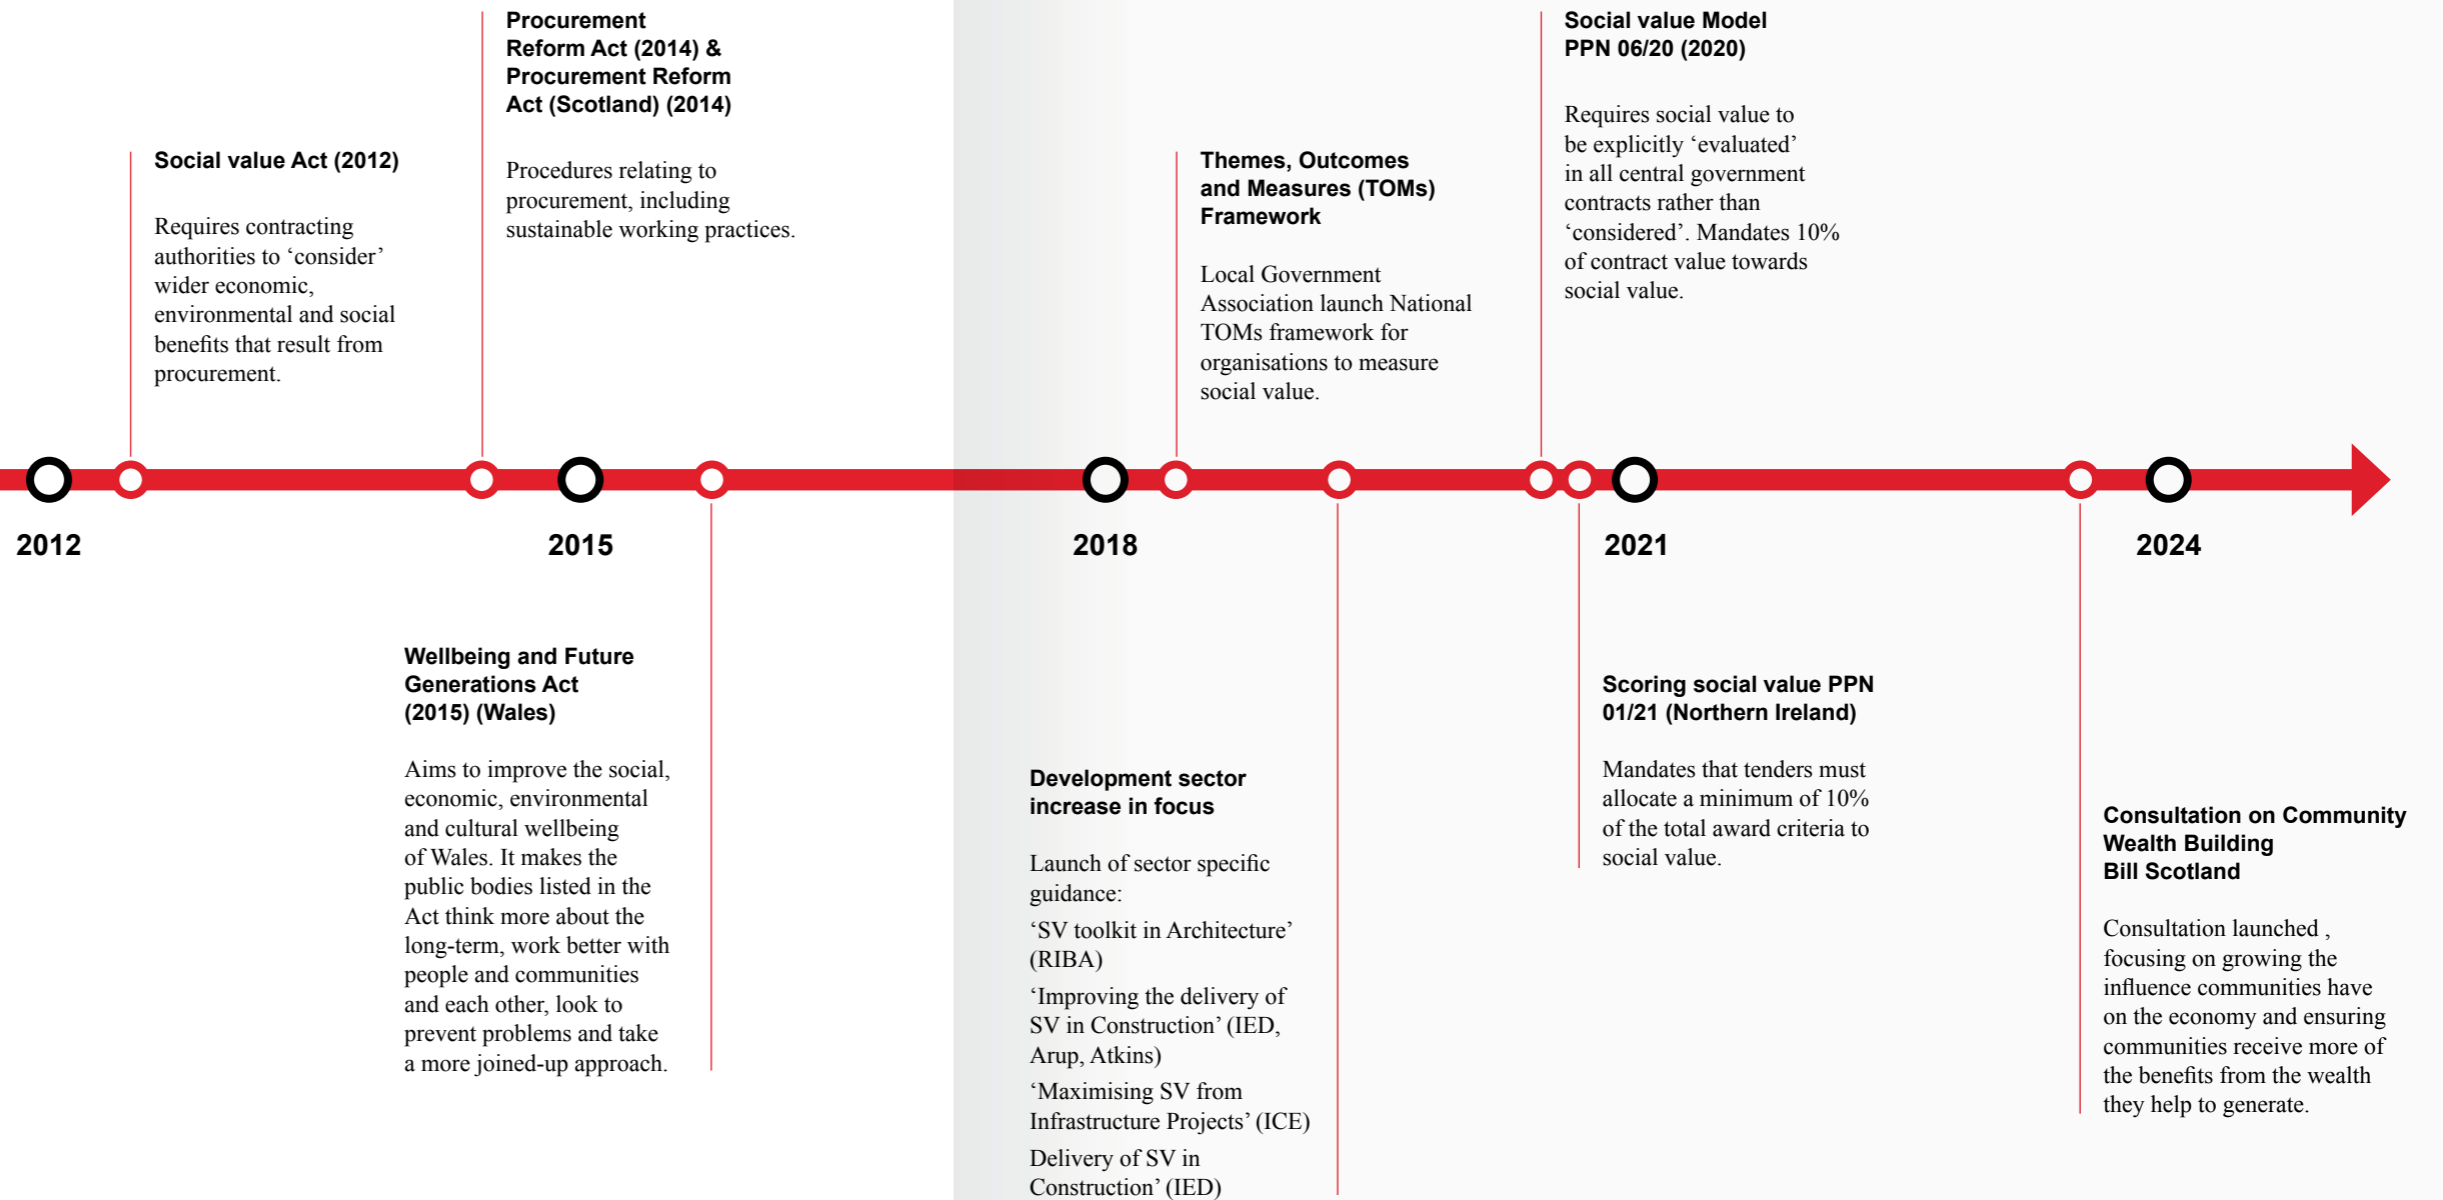 Social value Act (2012)
Requires contracting
authorities to ‘consider’
wider economic,
environmental and social
benefits that result from
procurement.
Procurement
Reform Act (2014) &
Procurement Reform
Act (Scotland) (2014)
Procedures relating to
procurement, including
sustainable working practices.
Themes, Outcomes
and Measures (TOMs)
Framework
Local Government
Association launch National
TOMs framework for
organisations to measure
social value.
Social value Model
PPN 06/20 (2020)
Requires social value to
be explicitly ‘evaluated’
in all central government
contracts rather than
‘considered’. Mandates 10%
of contract value towards
social value.
2012
2015
2018
2021
2024
Wellbeing and Future
Generations Act
(2015) (Wales)
Aims to improve the social,
economic, environmental
and cultural wellbeing
of Wales. It makes the
public bodies listed in the
Act think more about the
long-term, work better with
people and communities
and each other, look to
prevent problems and take
a more joined-up approach.
Development sector
increase in focus
Launch of sector specific
guidance:
‘SV toolkit in Architecture’
(RIBA)
‘Improving the delivery of
SV in Construction’ (IED,
Arup, Atkins)
‘Maximising SV from
Infrastructure Projects’ (ICE)
Delivery of SV in
Construction’ (IED)
Scoring social value PPN
01/21 (Northern Ireland)
Mandates that tenders must
allocate a minimum of 10%
of the total award criteria to
social value.
Consultation on Community
Wealth Building
Bill Scotland
Consultation launched ,
focusing on growing the
influence communities have
on the economy and ensuring
communities receive more of
the benefits from the wealth
they help to generate.